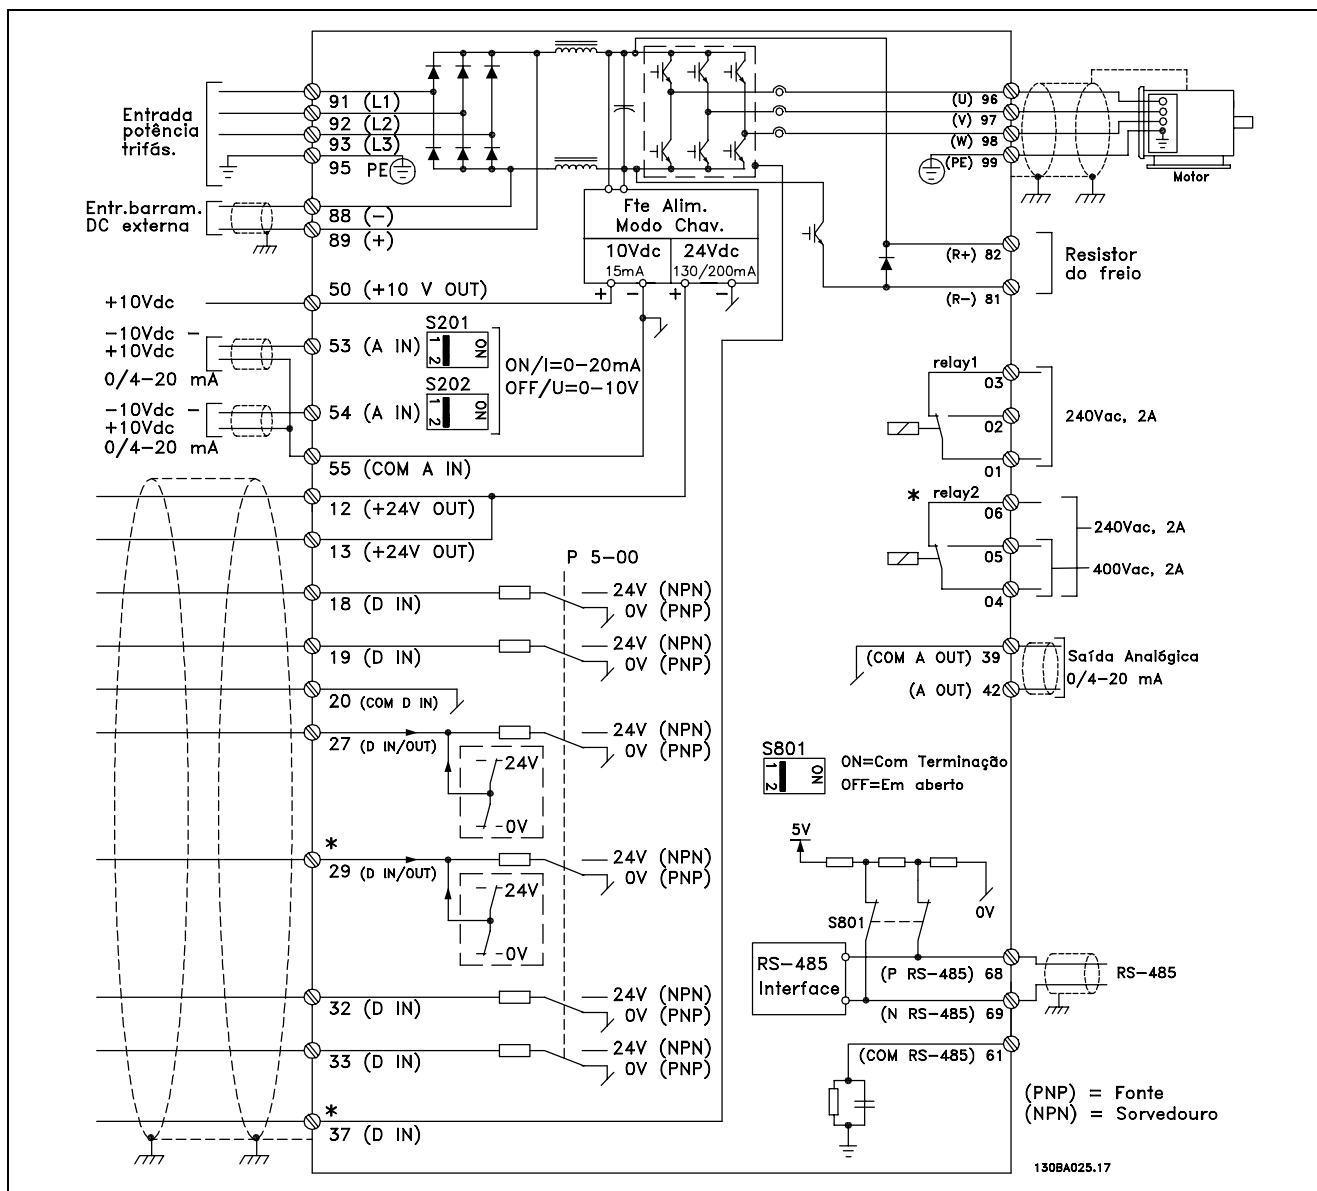 Entrada
potência
trifás.
91 (L1)
92 (L2)
93 (L3)
95 PE
Entr.barram.
DC externa
88 (-)
89 (+)
+10Vdc
50 (+10 V OUT)
-10Vdc -
+10Vdc
0/4-20 mA
53 (A IN)
S201
1 2
ON
ON/I=0-20mA
OFF/U=0-10V
-10Vdc -
+10Vdc
0/4-20 mA
54 (A IN)
S202
1 2
ON
55 (COM A IN)
12 (+24V OUT)
13 (+24V OUT)
P 5-00
18 (D IN)
24V (NPN)
0V (PNP)
19 (D IN)
24V (NPN)
0V (PNP)
20 (COM D IN)
27 (D IN/OUT)
24V (NPN)
0V (PNP)
24V
0V
*
29 (D IN/OUT)
24V (NPN)
0V (PNP)
24V
0V
32 (D IN)
24V (NPN)
0V (PNP)
33 (D IN)
24V (NPN)
0V (PNP)
*
37 (D IN)
Fte Alim.
Modo Chav.
10Vdc
15mA
24Vdc
130/200mA
+ - + -
(U) 96
(V) 97
(W) 98
(PE) 99
Motor
(R+) 82
(R-) 81
Resistor
do freio
relay1
03
02
01
240Vac, 2A
* relay2
06
05
04
240Vac, 2A
400Vac, 2A
(COM A OUT) 39
(A OUT) 42
Saída Analógica
0/4-20 mA
S801
1 2
ON
ON=Com Terminação
OFF=Em aberto
5V
0V
S801
RS-485
Interface
(P RS-485) 68
(N RS-485) 69
RS-485
(COM RS-485) 61
(PNP) = Fonte
(NPN) = Sorvedouro
130BA025.17